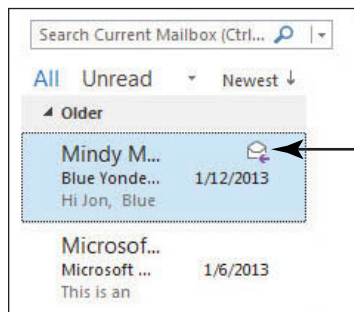 Search Current Mailbox (Ctrl...
All Unread Newest ↓
Older
Mindy M...
Blue Yonde... 1/12/2013
Hi Jon, Blue
Microsof...
Microsoft ... 1/6/2013
This is an